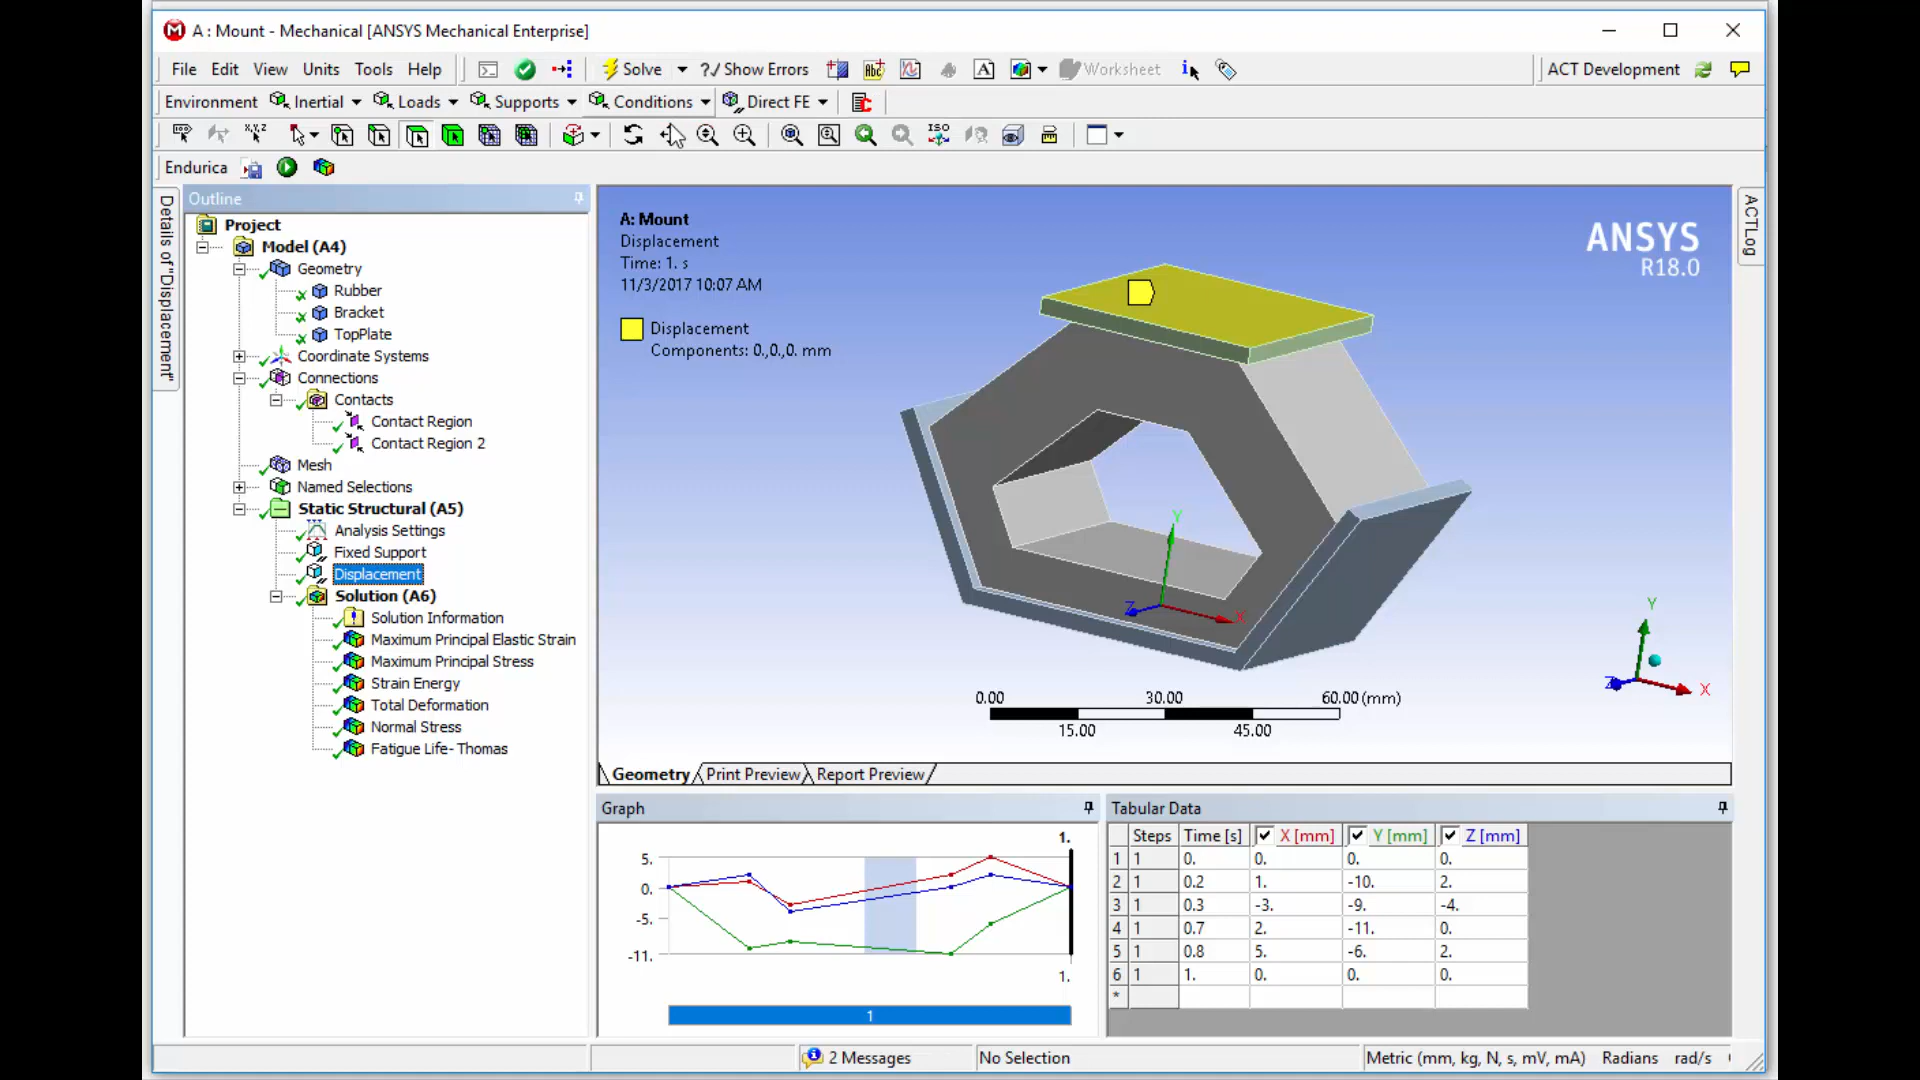 A : Mount - Mechanical [ANSYS Mechanical Enterprise]
File Edit View Units Tools Help Solve ?/ Show Errors Worksheet ACT Development
Environment Inertial Loads Supports Conditions Direct FE
Endurica
Details of "Displacement"
Outline
Project
Model (A4)
Geometry
Rubber
Bracket
TopPlate
Coordinate Systems
Connections
Contacts
Contact Region
Contact Region 2
Mesh
Named Selections
Static Structural (A5)
Analysis Settings
Fixed Support
Displacement
Solution (A6)
Solution Information
Maximum Principal Elastic Strain
Maximum Principal Stress
Strain Energy
Total Deformation
Normal Stress
Fatigue Life- Thomas
A: Mount
Displacement
Time: 1. s
11/3/2017 10:07 AM
Displacement
Components: 0.,0.,0. mm
ANSYS
R18.0
ACTLog
Y
Z
X
Y
Z
X
0.00 30.00 60.00 (mm)
15.00 45.00
Geometry Print Preview Report Preview
Graph
1.
5.
0.
-5.
-11.
1.
1
Tabular Data
Steps Time [s] X [mm] Y [mm] Z [mm]
1 1 0. 0. 0. 0.
2 1 0.2 1. -10. 2.
3 1 0.3 -3. -9. -4.
4 1 0.7 2. -11. 0.
5 1 0.8 5. -6. 2.
6 1 1. 0. 0. 0.
*
2 Messages No Selection Metric (mm, kg, N, s, mV, mA) Radians rad/s